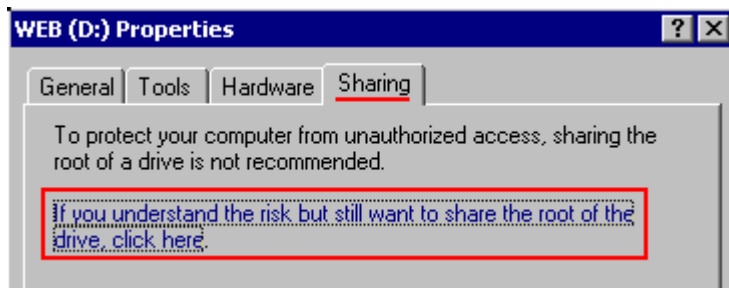 WEB (D:) Properties
General Tools Hardware Sharing
To protect your computer from unauthorized access, sharing the
root of a drive is not recommended.
If you understand the risk but still want to share the root of the
drive, click here.